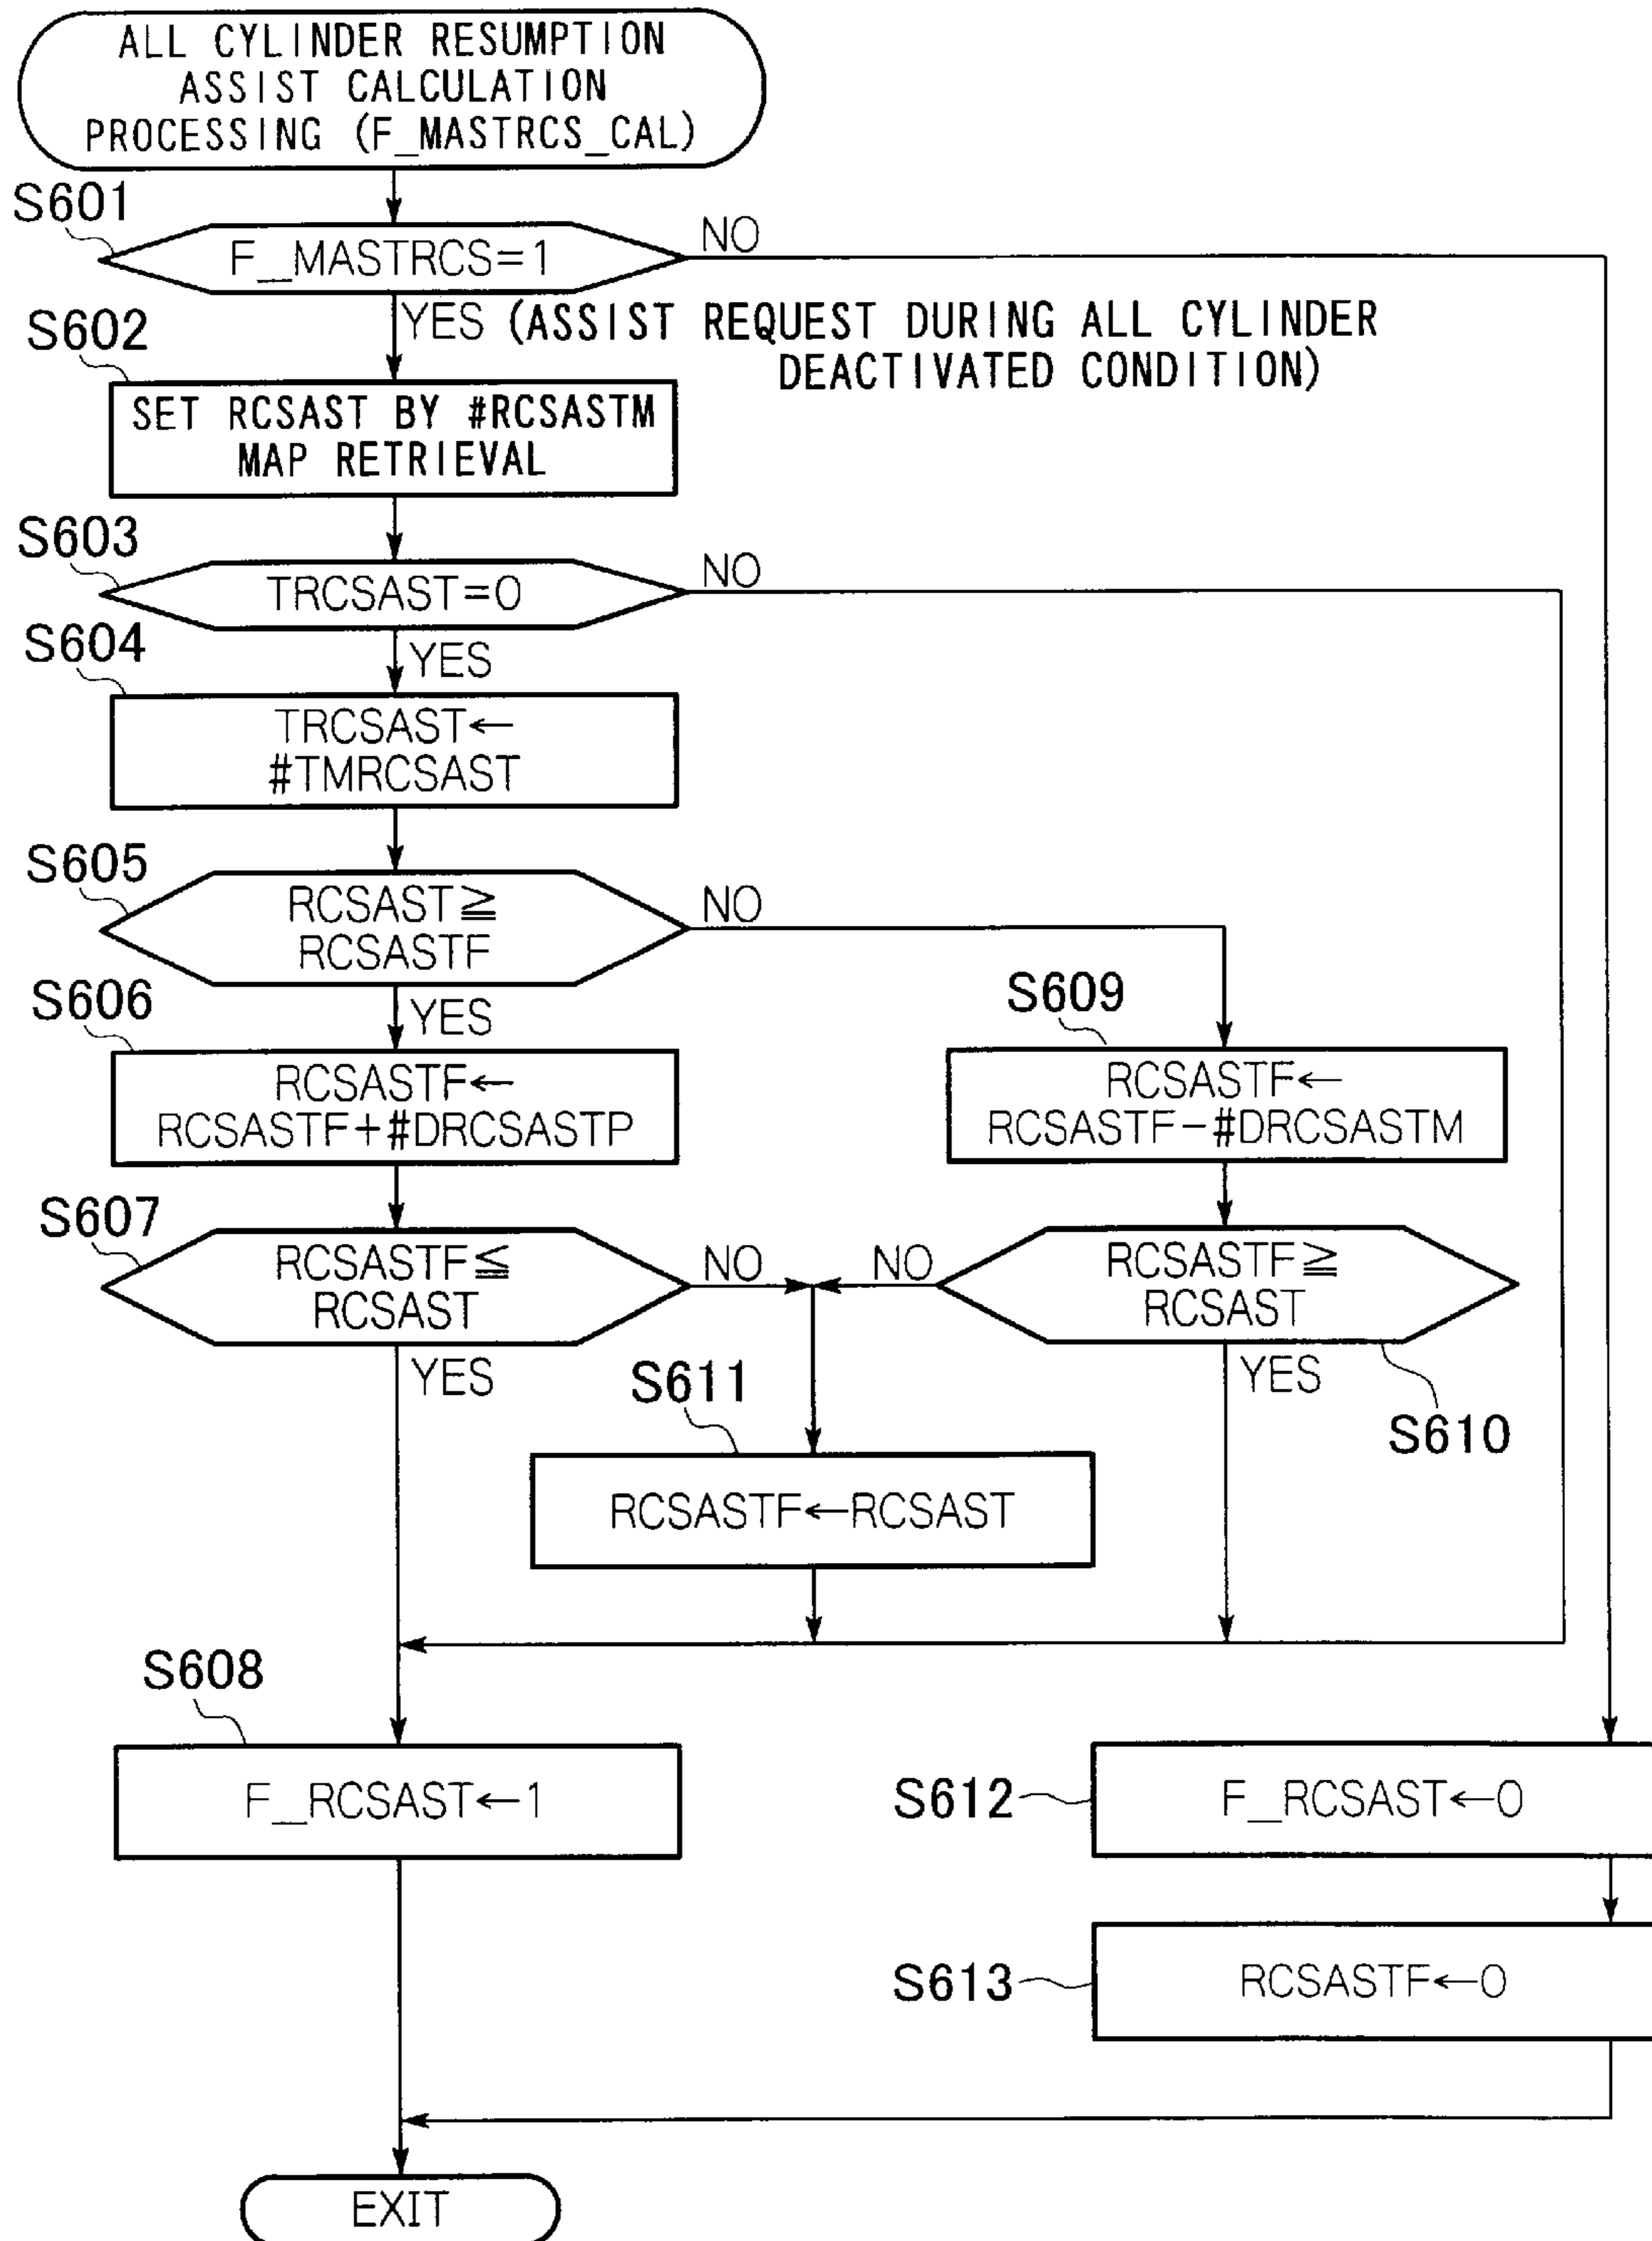 ALL CYLINDER RESUMPTION
ASSIST CALCULATION
PROCESSING (F_MASTRCS_CAL)
S601
F_MASTRCS=1
NO
YES (ASSIST REQUEST DURING ALL CYLINDER
DEACTIVATED CONDITION)
S602
SET RCSAST BY #RCSASTM
MAP RETRIEVAL
S603
TRCSAST=0
NO
YES
S604
TRCSAST←
#TMRCSAST
S605
RCSAST≧
RCSASTF
NO
YES
S606
RCSASTF←
RCSASTF+#DRCSASTP
S609
RCSASTF←
RCSASTF−#DRCSASTM
S607
RCSASTF≦
RCSAST
NO
NO
RCSASTF≧
RCSAST
YES
YES
S610
S611
RCSASTF←RCSAST
S608
F_RCSAST←1
S612
F_RCSAST←0
S613
RCSASTF←0
EXIT